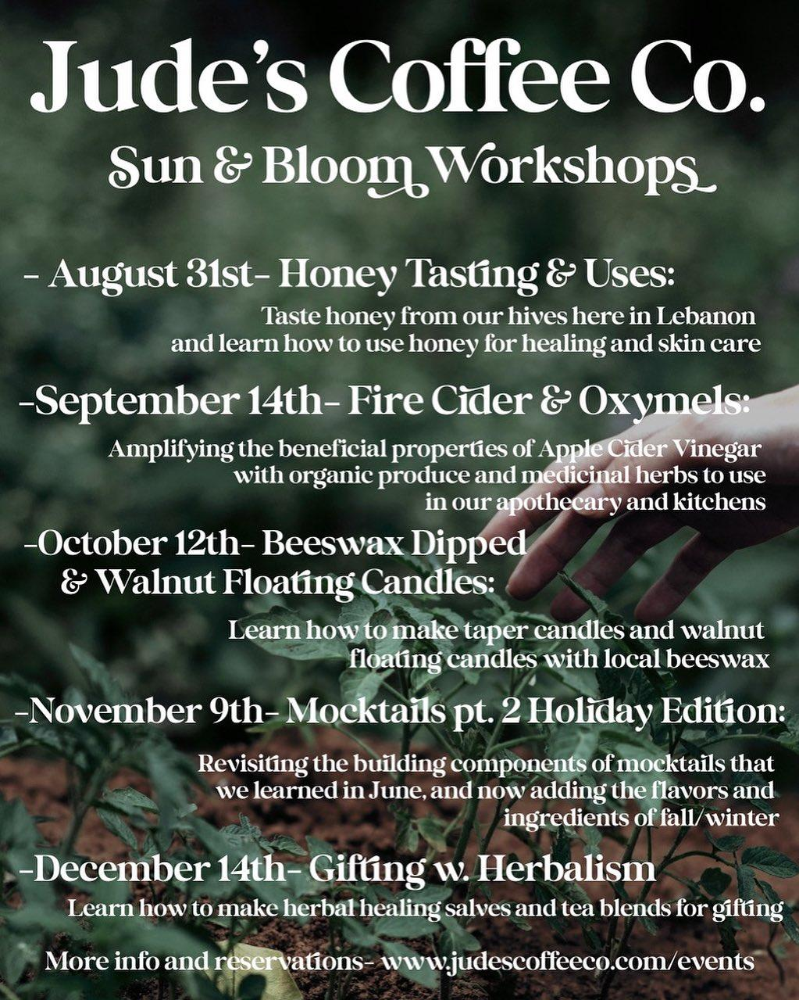 Jude's Coffee Co.
Sun & Bloom Workshops
- August 31st- Honey Tasting & Uses:
Taste honey from our hives here in Lebanon
and learn how to use honey for healing and skin care
-September 14th- Fire Cider & Oxymels:
Amplifying the beneficial properties of Apple Cider Vinegar
with organic produce and medicinal herbs to use
in our apothecary and kitchens
-October 12th- Beeswax Dipped
& Walnut Floating Candles:
Learn how to make taper candles and walnut
floating candles with local beeswax
-November 9th- Mocktails pt. 2 Holiday Edition:
Revisiting the building components of mocktails that
we learned in June, and now adding the flavors and
ingredients of fall/winter
-December 14th- Gifting w. Herbalism
Learn how to make herbal healing salves and tea blends for gifting
More info and reservations- www.judescoffeeco.com/events